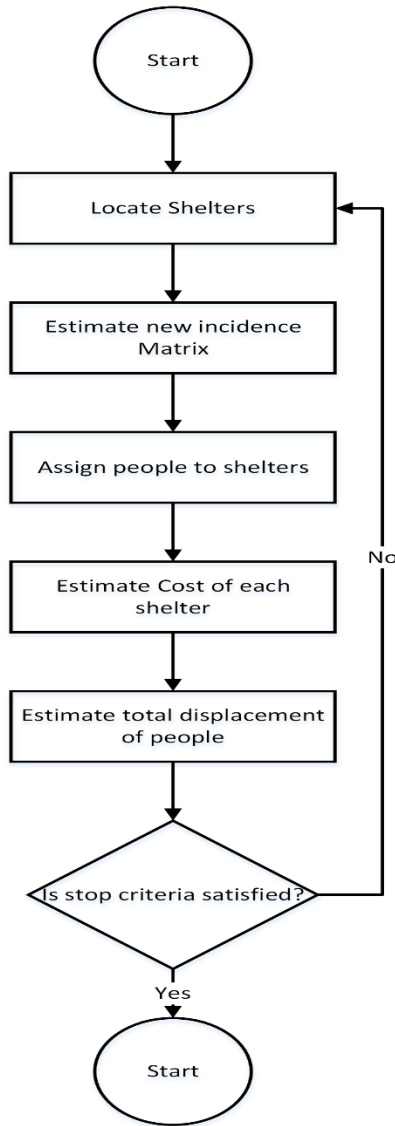 Start
Locate Shelters
Estimate new incidence
Matrix
Assign people to shelters
Estimate Cost of each
shelter
Estimate total displacement
of people
Is stop criteria satisfied?
No
Yes
Start